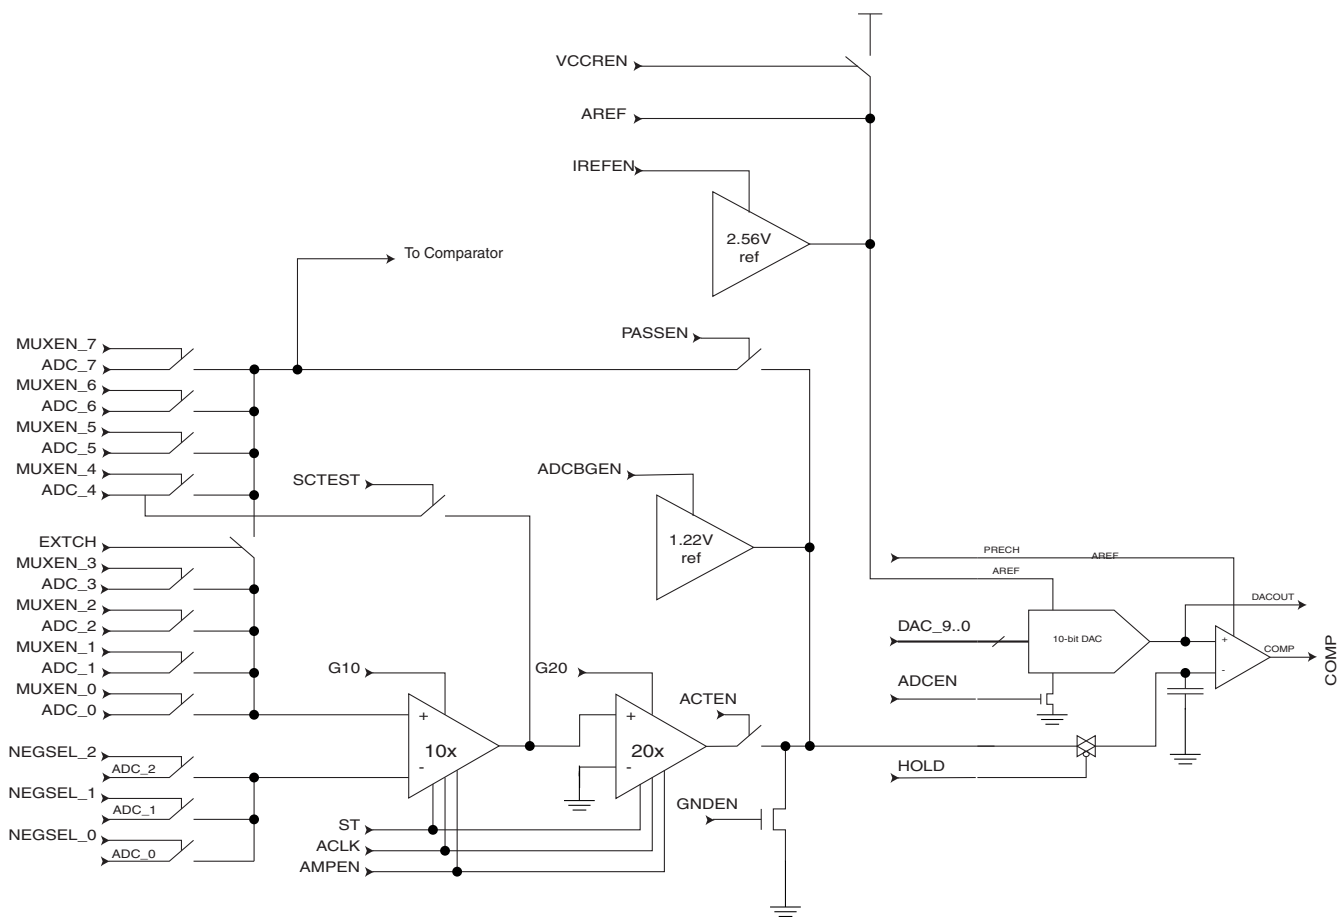 VCCREN
AREF
IREFEN
2.56V
ref
To Comparator
PASSEN
MUXEN_7
ADC_7
MUXEN_6
ADC_6
MUXEN_5
ADC_5
MUXEN_4
ADC_4
SCTEST
ADCBGEN
1.22V
ref
EXTCH
MUXEN_3
ADC_3
MUXEN_2
ADC_2
MUXEN_1
ADC_1
MUXEN_0
ADC_0
PRECH
AREF
AREF
DACOUT
DAC_9..0
10-bit DAC
+
-
COMP
COMP
ADCEN
G10
G20
ACTEN
+
10x
-
+
20x
-
HOLD
NEGSEL_2
ADC_2
NEGSEL_1
ADC_1
NEGSEL_0
ADC_0
ST
ACLK
AMPEN
GNDEN